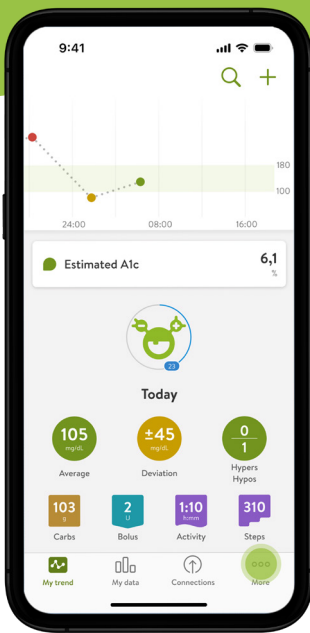 9:41
180
100
24:00
08:00
16:00
Estimated A1c
6,1
%
23
Today
105
mg/dL
±45
mg/dL
0
1
Average
Deviation
Hypers
Hypos
103
g
2
U
1:10
h:mm
310
Carbs
Bolus
Activity
Steps
My trend
My data
Connections
More